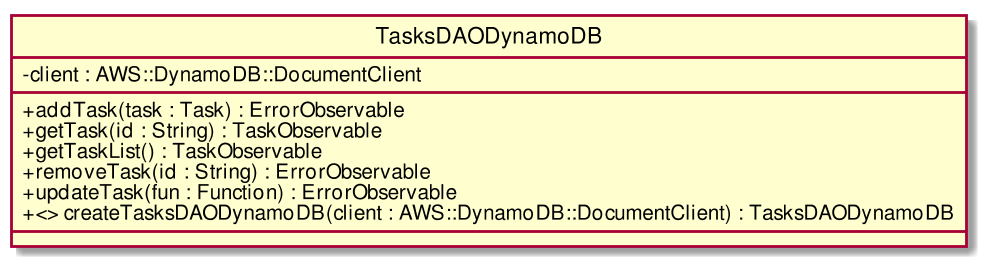 TasksDAODynamoDB
-client : AWS::DynamoDB::DocumentClient
+addTask(task : Task) : ErrorObservable
+getTask(id : String) : TaskObservable
+getTaskList() : TaskObservable
+removeTask(id : String) : ErrorObservable
+updateTask(fun : Function) : ErrorObservable
+<> createTasksDAODynamoDB(client : AWS::DynamoDB::DocumentClient) : TasksDAODynamoDB